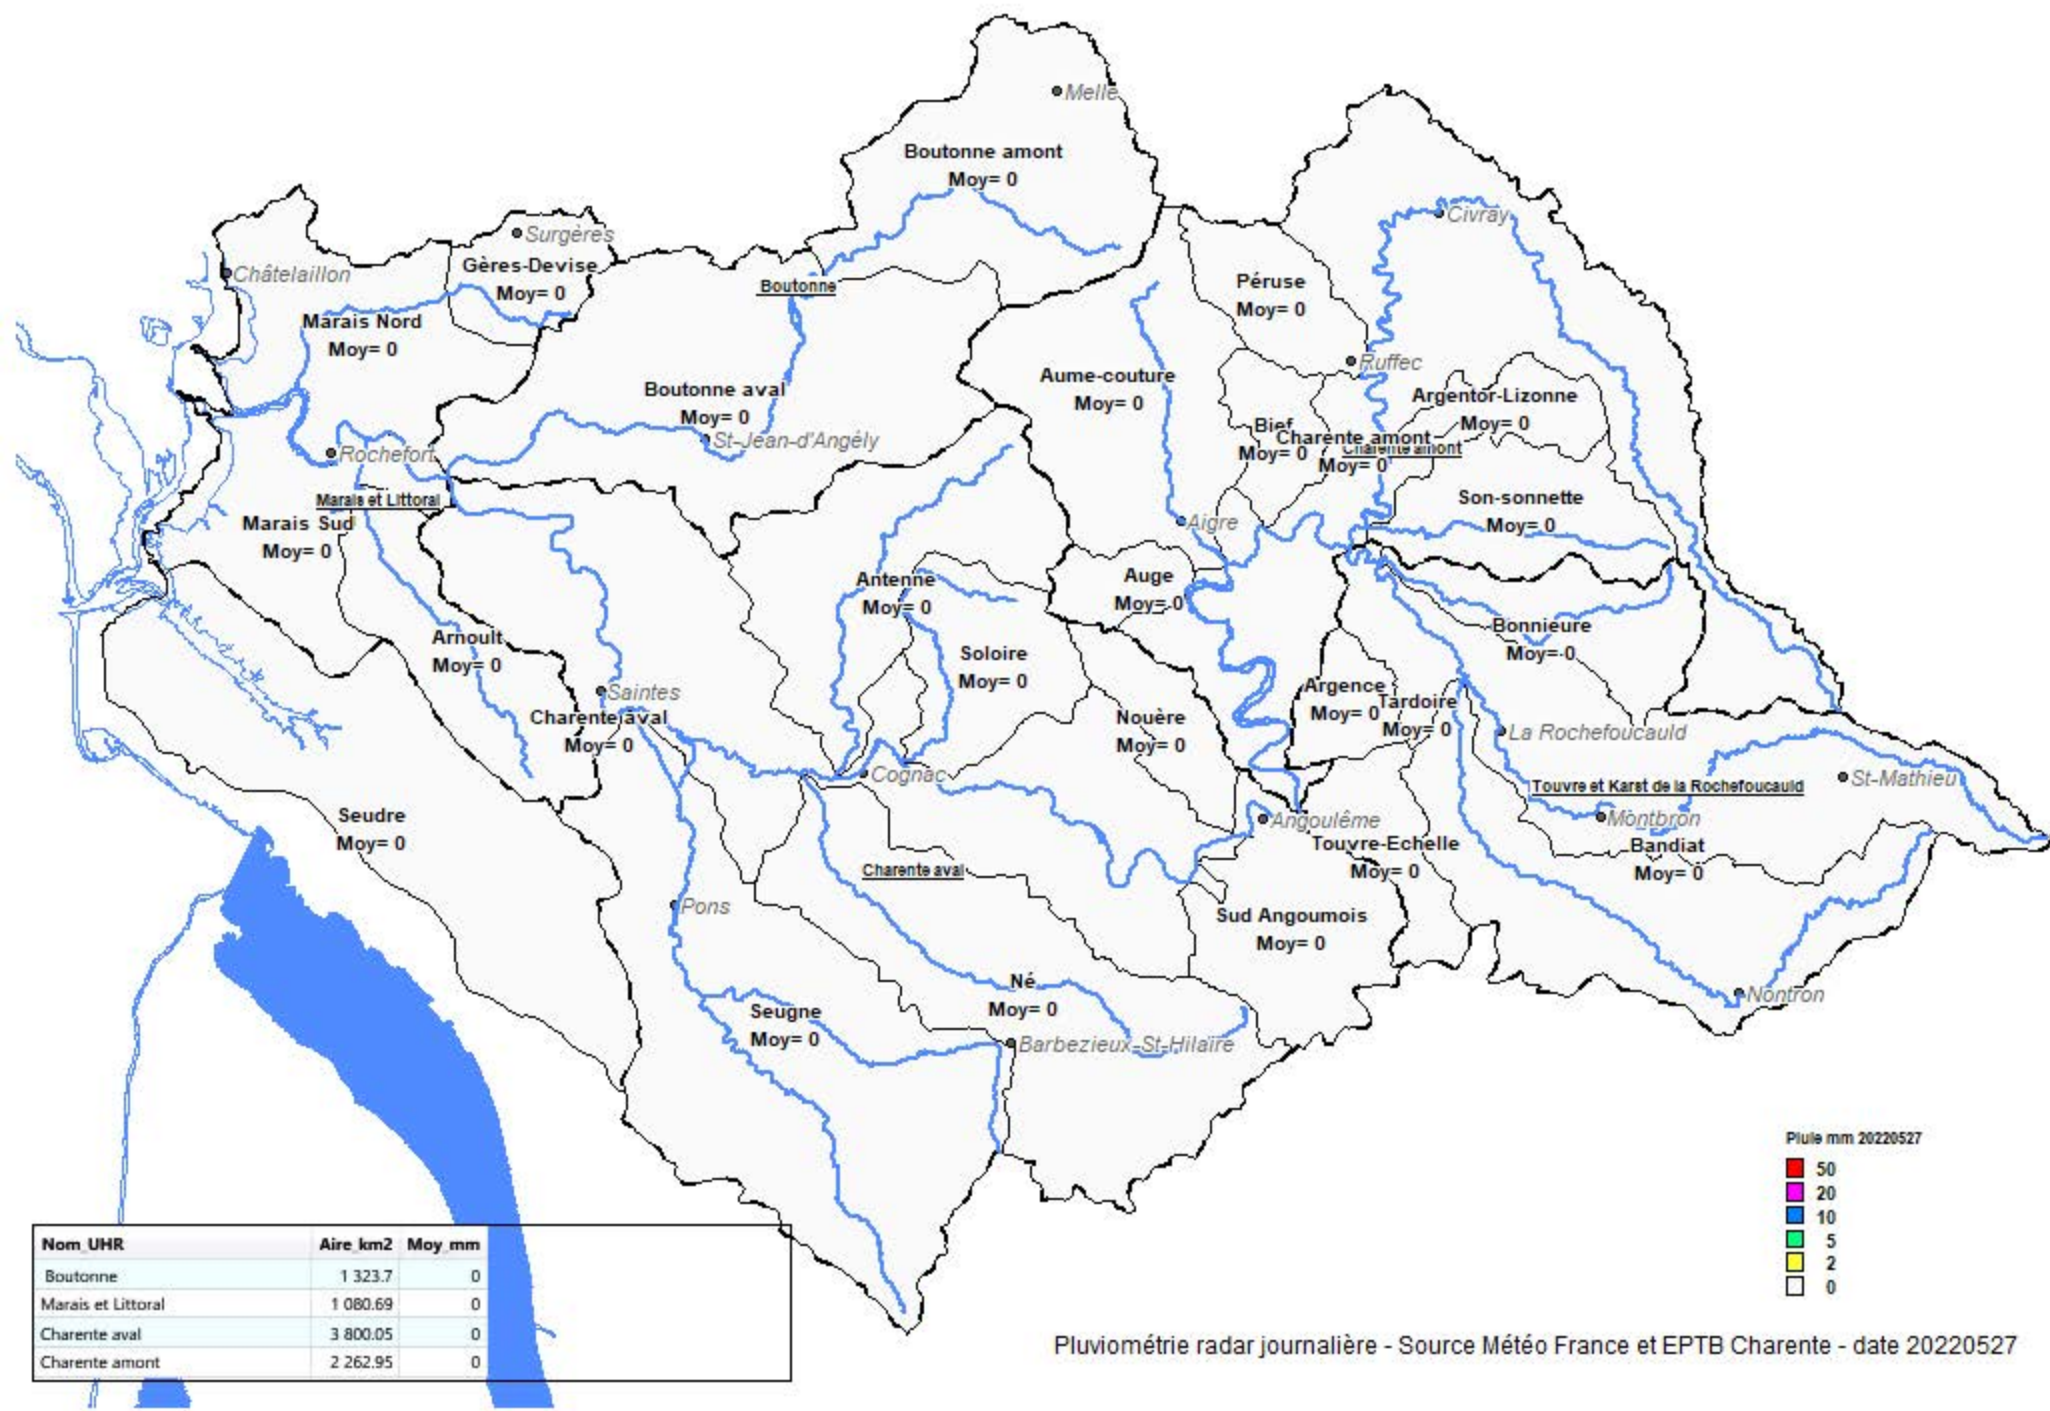 Melle
Boutonne amont
Moy= 0
Civray
Surgères
Gères-Devise
Moy= 0
Châtelaillon
Boutonne
Péruse
Moy= 0
Marais Nord
Moy= 0
Ruffec
Aume-couture
Moy= 0
Boutonne aval
Moy= 0
St-Jean-d'Angély
Argentor-Lizonne
Moy= 0
Bief
Moy= 0
Charente amont
Moy= 0
Charente amont
Rochefort
Marais et Littoral
Marais Sud
Moy= 0
Son-sonnette
Moy= 0
Aigre
Antenne
Moy= 0
Auge
Moy= 0
Bonnieure
Moy= 0
Arnoult
Moy= 0
Soloire
Moy= 0
Saintes
Charente aval
Moy= 0
Argence
Moy= 0
Tardoire
Moy= 0
Nouère
Moy= 0
La Rochefoucauld
Cognac
Touvre et Karst de la Rochefoucauld
St-Mathieu
Seudre
Moy= 0
Angoulême
Montbron
Touvre-Echelle
Moy= 0
Bandiat
Moy= 0
Charente aval
Pons
Sud Angoumois
Moy= 0
Né
Moy= 0
Nontron
Seugne
Moy= 0
Barbezieux-St-Hilaire
Pluie mm 20220527
50
20
10
5
2
0
Nom_UHR Aire_km2 Moy_mm
Boutonne 1 323.7 0
Marais et Littoral 1 080.69 0
Charente aval 3 800.05 0
Charente amont 2 262.95 0
Pluviométrie radar journalière - Source Météo France et EPTB Charente - date 20220527